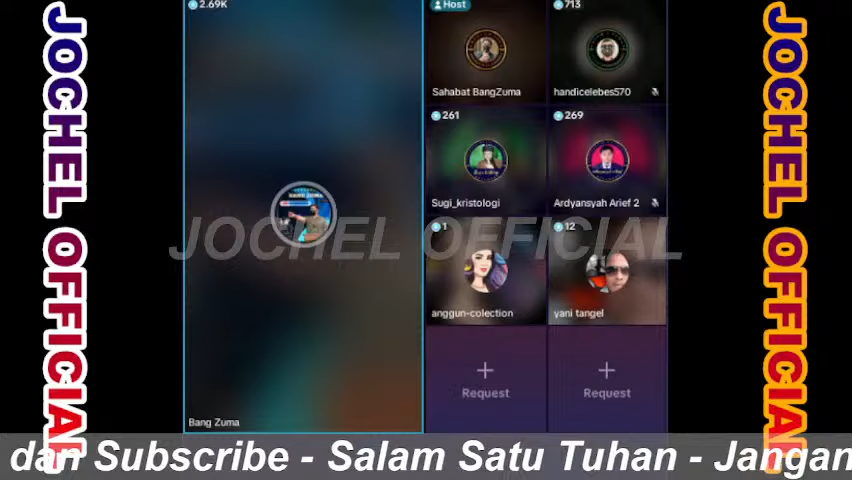 JOCHEL OFFICIAL
2.69K
Host
713
Sahabat BangZuma
handicelebes570
261
269
Sugi_kristologi
Ardyansyah Arief 2
JOCHEL OFFICIAL
1
12
anggun-colection
yani tangel
+
Request
+
Request
Bang Zuma
JOCHEL OFFICIAL
dan Subscribe - Salam Satu Tuhan - Jangan